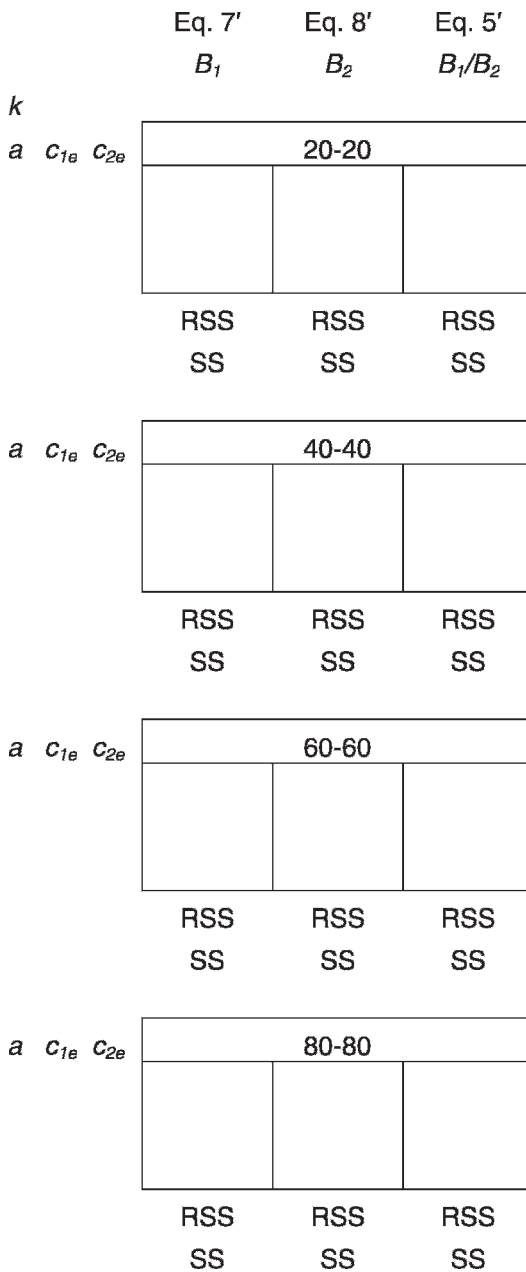 Eq. 7′ Eq. 8′ Eq. 5′
B₁ B₂ B₁/B₂
k
a c₁ₑ c₂ₑ 20-20
RSS RSS RSS
SS SS SS
a c₁ₑ c₂ₑ 40-40
RSS RSS RSS
SS SS SS
a c₁ₑ c₂ₑ 60-60
RSS RSS RSS
SS SS SS
a c₁ₑ c₂ₑ 80-80
RSS RSS RSS
SS SS SS